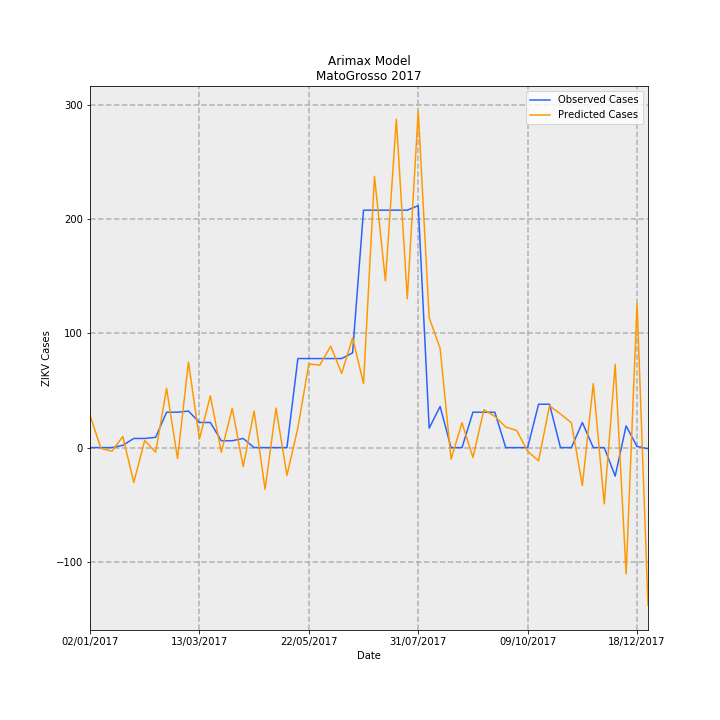 Arimax Model
MatoGrosso 2017
Observed Cases
Predicted Cases
300
200
100
0
−100
ZIKV Cases
02/01/2017 13/03/2017 22/05/2017 31/07/2017 09/10/2017 18/12/2017
Date